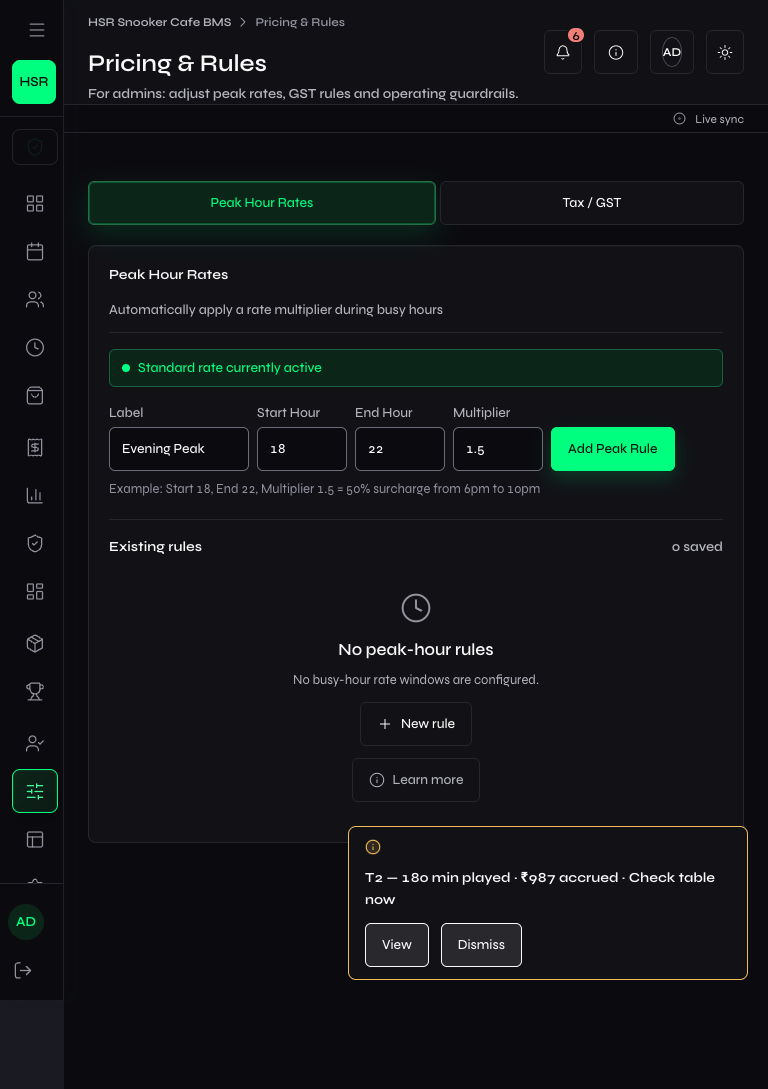 HSR Snooker Cafe BMS > Pricing & Rules
6
HSR
Pricing & Rules
AD
For admins: adjust peak rates, GST rules and operating guardrails.
Live sync
Peak Hour Rates
Tax / GST
Peak Hour Rates
Automatically apply a rate multiplier during busy hours
Standard rate currently active
Label Start Hour End Hour Multiplier
Evening Peak 18 22 1.5 Add Peak Rule
Example: Start 18, End 22, Multiplier 1.5 = 50% surcharge from 6pm to 10pm
Existing rules 0 saved
No peak-hour rules
No busy-hour rate windows are configured.
New rule
Learn more
T2 — 180 min played · ₹987 accrued · Check table
now
AD
View Dismiss